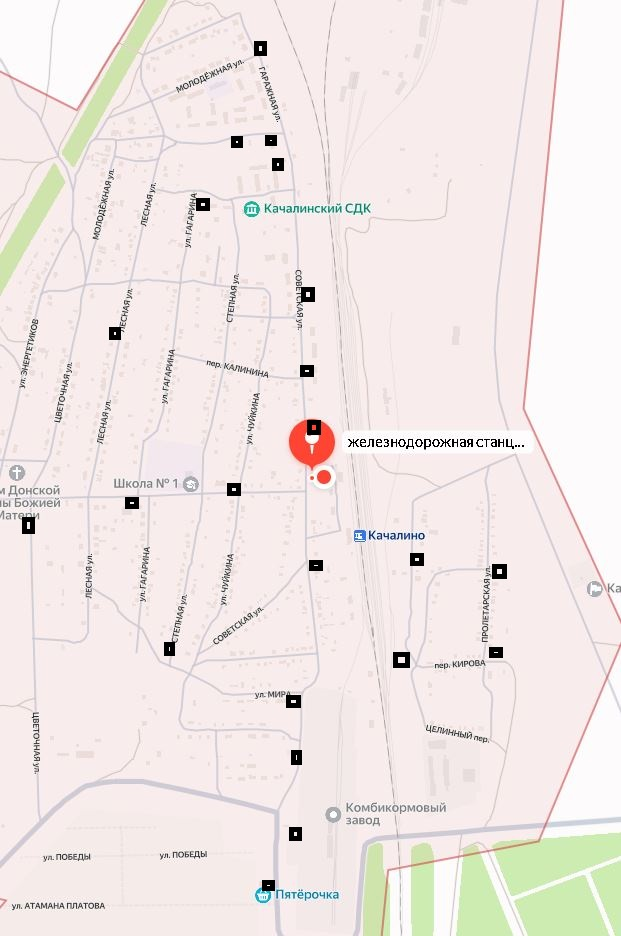 МОЛОДЁЖНАЯ ул.
ГАРАЖНАЯ ул.
МОЛОДЁЖНАЯ ул.
ЛЕСНАЯ ул.
ул. ГАГАРИНА
Качалинский СДК
СТЕПНАЯ ул.
СОВЕТСКАЯ ул.
ЛЕСНАЯ ул.
ул. ЭНЕРГЕТИКОВ
ЦВЕТОЧНАЯ ул.
ул. ГАГАРИНА
пер. КАЛИНИНА
ЛЕСНАЯ ул.
ул. ЧУЙКИНА
железнодорожная станц...
Школа № 1
м Донской
ны Божией
Матери
Качалино
ЛЕСНАЯ ул.
ул. ГАГАРИНА
ул. ЧУЙКИНА
СТЕПНАЯ ул.
СОВЕТСКАЯ ул.
ПРОЛЕТАРСКАЯ ул.
Ка
пер. КИРОВА
ул. МИРА
ЦВЕТОЧНАЯ ул.
ЦЕЛИННЫЙ пер.
Комбикормовый
завод
ул. ПОБЕДЫ
ул. ПОБЕДЫ
Пятёрочка
ул. АТАМАНА ПЛАТОВА